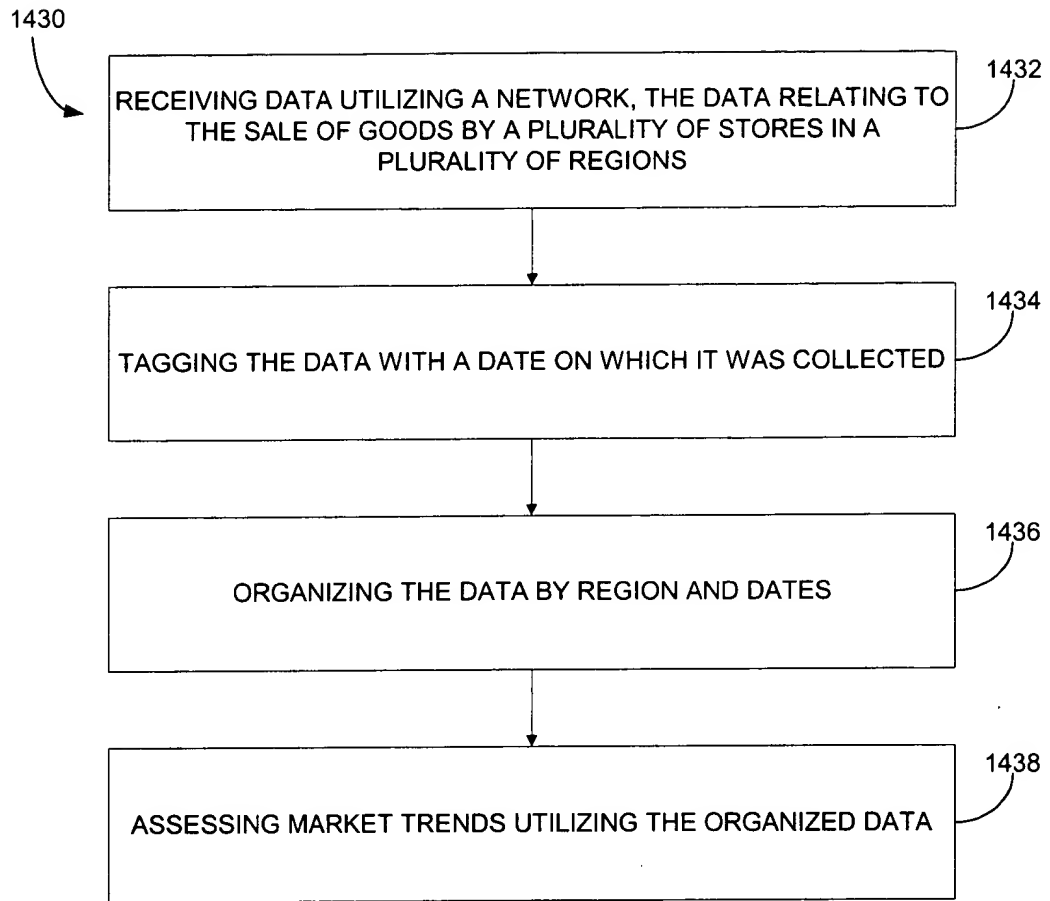 1430
RECEIVING DATA UTILIZING A NETWORK, THE DATA RELATING TO
THE SALE OF GOODS BY A PLURALITY OF STORES IN A
PLURALITY OF REGIONS
1432
TAGGING THE DATA WITH A DATE ON WHICH IT WAS COLLECTED
1434
ORGANIZING THE DATA BY REGION AND DATES
1436
ASSESSING MARKET TRENDS UTILIZING THE ORGANIZED DATA
1438